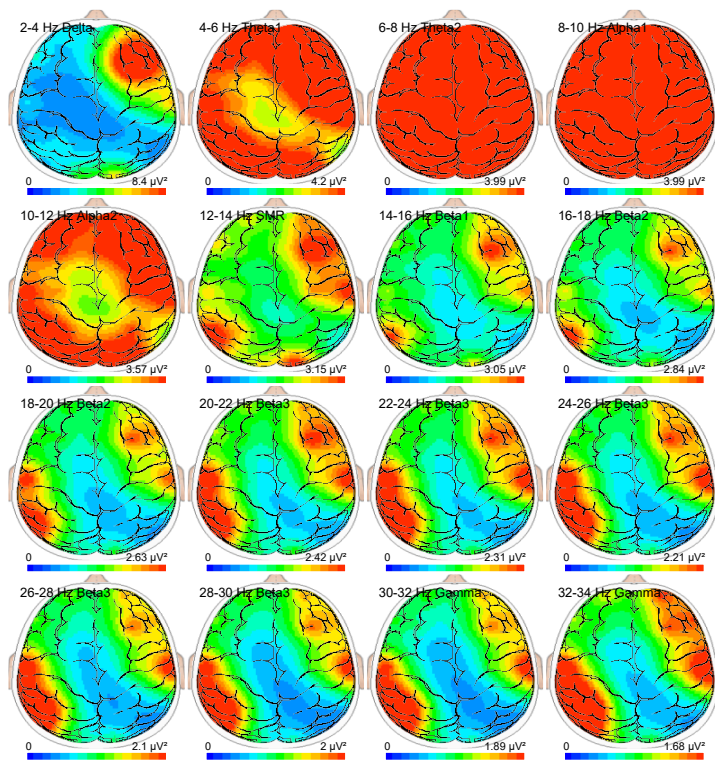 2-4 Hz Delta 4-6 Hz Theta1 6-8 Hz Theta2 8-10 Hz Alpha1
0 8.4 µV² 0 4.2 µV² 0 3.99 µV² 0 3.99 µV²
10-12 Hz Alpha2 12-14 Hz SMR 14-16 Hz Beta1 16-18 Hz Beta2
0 3.57 µV² 0 3.15 µV² 0 3.05 µV² 0 2.84 µV²
18-20 Hz Beta2 20-22 Hz Beta3 22-24 Hz Beta3 24-26 Hz Beta3
0 2.63 µV² 0 2.42 µV² 0 2.31 µV² 0 2.21 µV²
26-28 Hz Beta3 28-30 Hz Beta3 30-32 Hz Gamma 32-34 Hz Gamma
0 2.1 µV² 0 2 µV² 0 1.89 µV² 0 1.68 µV²